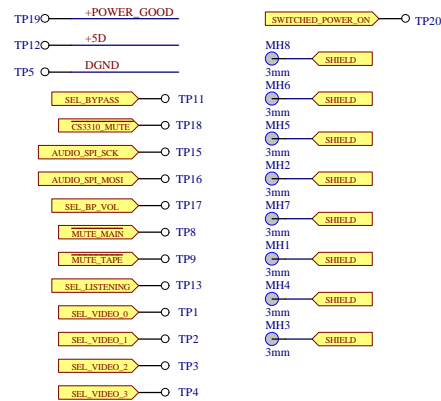 TP19 +POWER_GOOD
TP12 +5D
TP5 DGND
SEL_BYPASS TP11
CS3310_MUTE TP18
AUDIO_SPI_SCK TP15
AUDIO_SPI_MOSI TP16
SEL_BP_VOL TP17
MUTE_MAIN TP8
MUTE_TAPE TP9
SEL_LISTENING TP13
SEL_VIDEO_0 TP1
SEL_VIDEO_1 TP2
SEL_VIDEO_2 TP3
SEL_VIDEO_3 TP4
SWITCHED_POWER_ON TP20
MH8
SHIELD
3mm
MH6
SHIELD
3mm
MH5
SHIELD
3mm
MH2
SHIELD
3mm
MH7
SHIELD
3mm
MH1
SHIELD
3mm
MH4
SHIELD
3mm
MH3
SHIELD
3mm